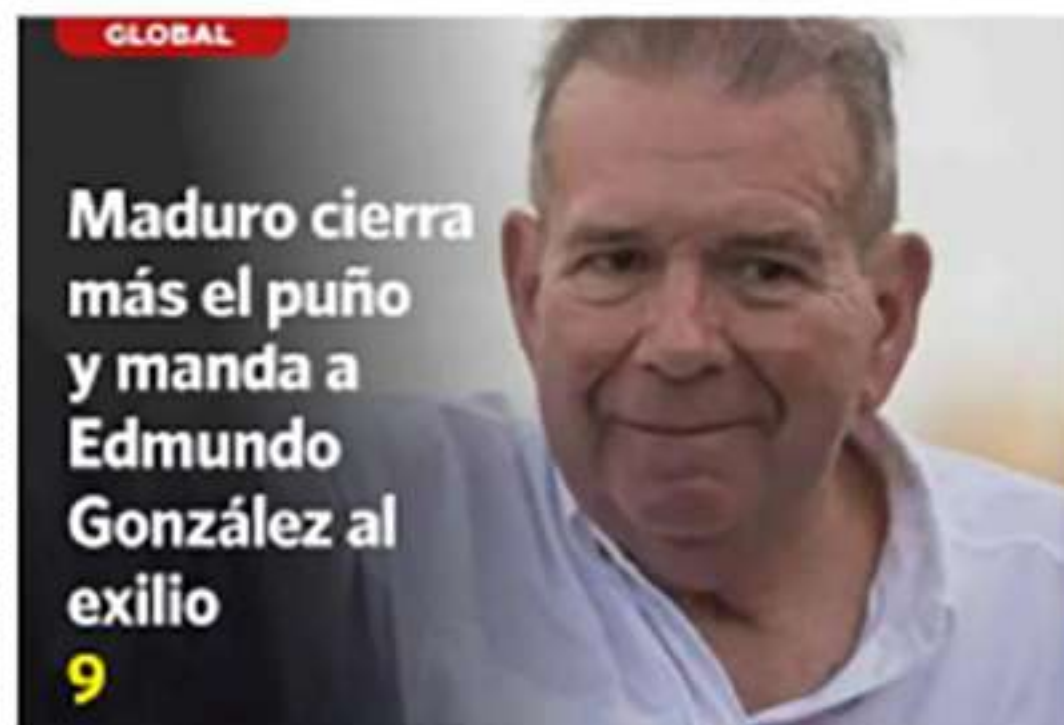 GLOBAL
Maduro cierra
más el puño
y manda a
Edmundo
González al
exilio
9